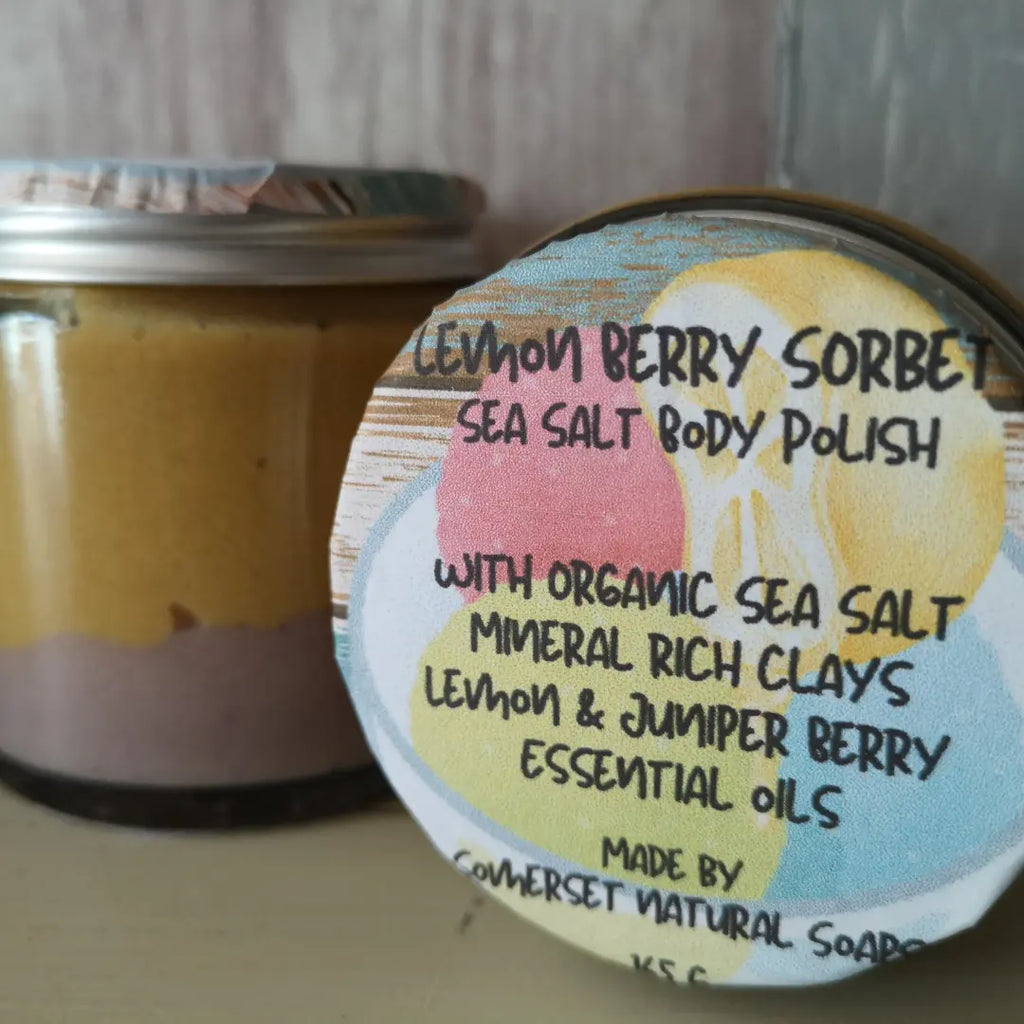 LEMON BERRY SORBET
SEA SALT BODY POLISH
WITH ORGANIC SEA SALT
MINERAL RICH CLAYS
LEMON & JUNIPER BERRY
ESSENTIAL OILS
MADE BY
SOMERSET NATURAL SOAPS